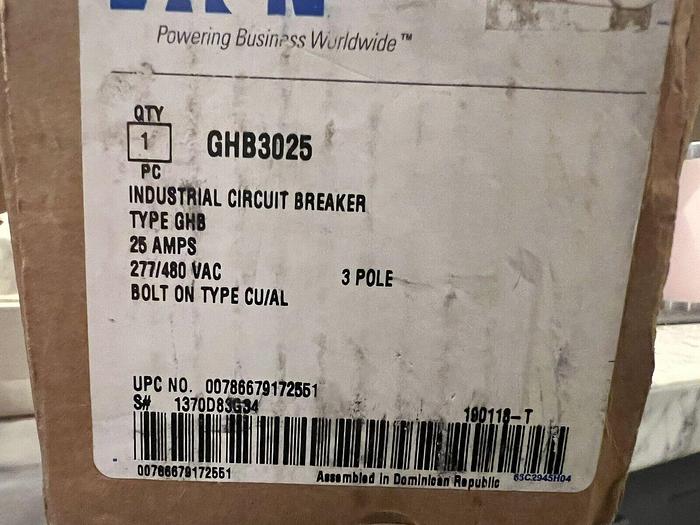 Powering Business Worldwide™
QTY
1 GHB3025
PC
INDUSTRIAL CIRCUIT BREAKER
TYPE GHB
25 AMPS
277/480 VAC 3 POLE
BOLT ON TYPE CU/AL
UPC NO. 00786679172551
S# 1370D83G34
190118-T
00786679172551 Assembled in Dominican Republic 63C2945H04